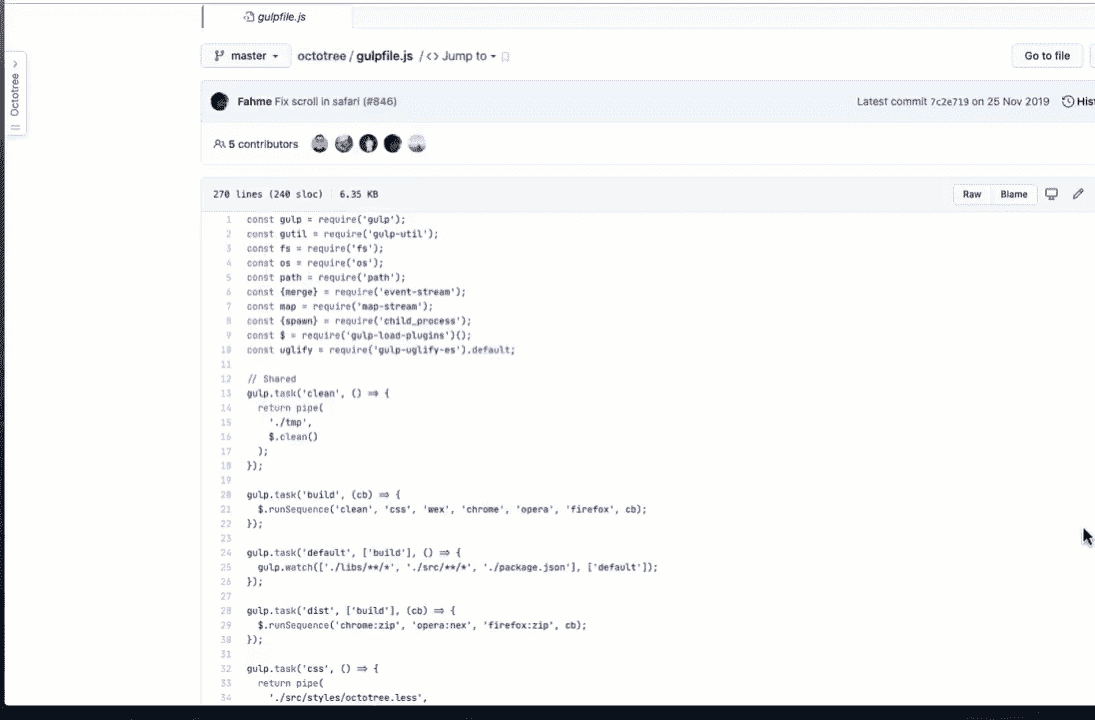 gulpfile.js
Octotree
master octotree / gulpfile.js / <> Jump to Go to file
Fahme Fix scroll in safari (#846) Latest commit 7c2e719 on 25 Nov 2019
5 contributors
270 lines (240 sloc) 6.35 KB Raw Blame
1 const gulp = require('gulp');
2 const gutil = require('gulp-util');
3 const fs = require('fs');
4 const os = require('os');
5 const path = require('path');
6 const {merge} = require('event-stream');
7 const map = require('map-stream');
8 const {spawn} = require('child_process');
9 const $ = require('gulp-load-plugins')();
10 const uglify = require('gulp-uglify-es').default;
11
12 // Shared
13 gulp.task('clean', () => {
14 return pipe(
15 './tmp',
16 $.clean()
17 );
18 });
19
20 gulp.task('build', (cb) => {
21 $.runSequence('clean', 'css', 'wex', 'chrome', 'opera', 'firefox', cb);
22 });
23
24 gulp.task('default', ['build'], () => {
25 gulp.watch(['./libs/**/*', './src/**/*', './package.json'], ['default']);
26 });
27
28 gulp.task('dist', ['build'], (cb) => {
29 $.runSequence('chrome:zip', 'opera:nex', 'firefox:zip', cb);
30 });
31
32 gulp.task('css', () => {
33 return pipe(
34 './src/styles/octotree.less',